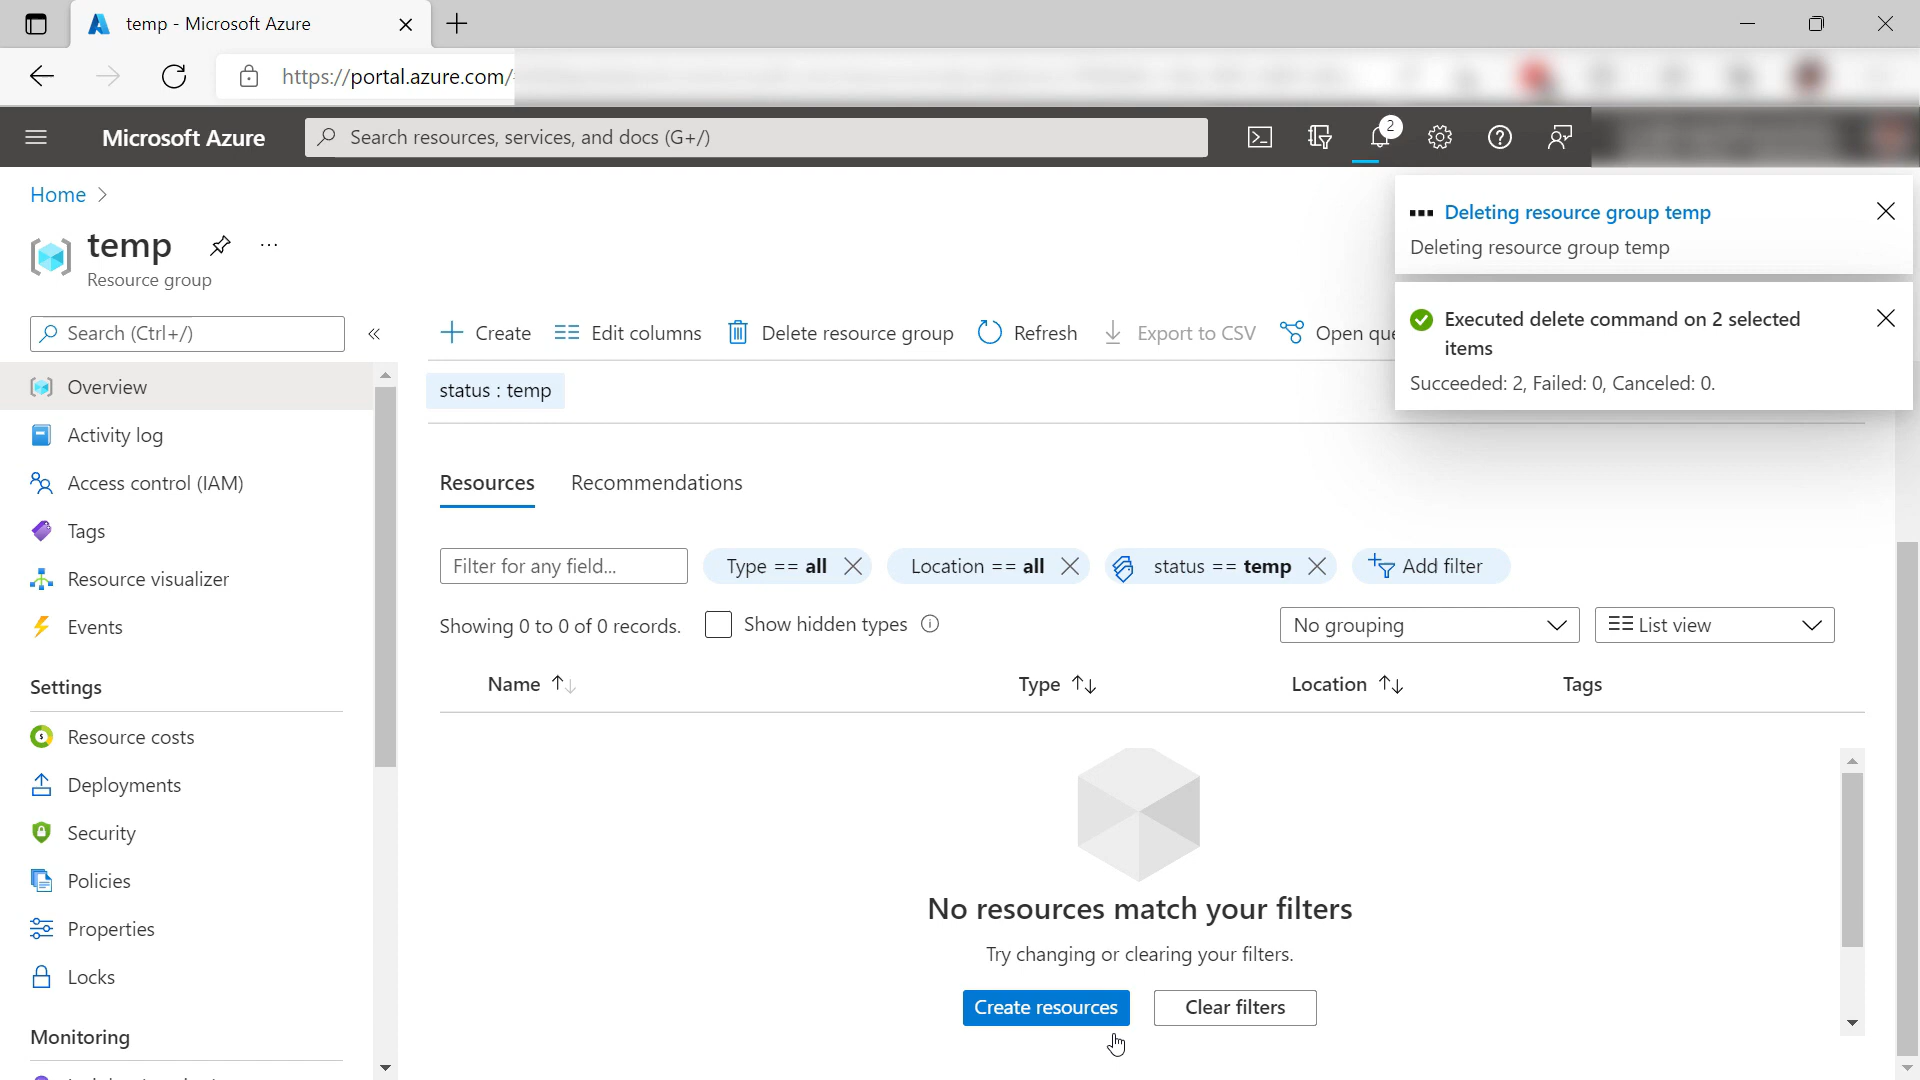 temp - Microsoft Azure
https://portal.azure.com/
Microsoft Azure
Search resources, services, and docs (G+/)
2
Home
temp
Resource group
Deleting resource group temp
Deleting resource group temp
Executed delete command on 2 selected
items
Succeeded: 2, Failed: 0, Canceled: 0.
Search (Ctrl+/)
Create
Edit columns
Delete resource group
Refresh
Export to CSV
Open que
Overview
Activity log
Access control (IAM)
Tags
Resource visualizer
Events
Settings
Resource costs
Deployments
Security
Policies
Properties
Locks
Monitoring
status : temp
Resources
Recommendations
Filter for any field...
Type == all
Location == all
status == temp
Add filter
Showing 0 to 0 of 0 records.
Show hidden types
No grouping
List view
Name
Type
Location
Tags
No resources match your filters
Try changing or clearing your filters.
Create resources
Clear filters